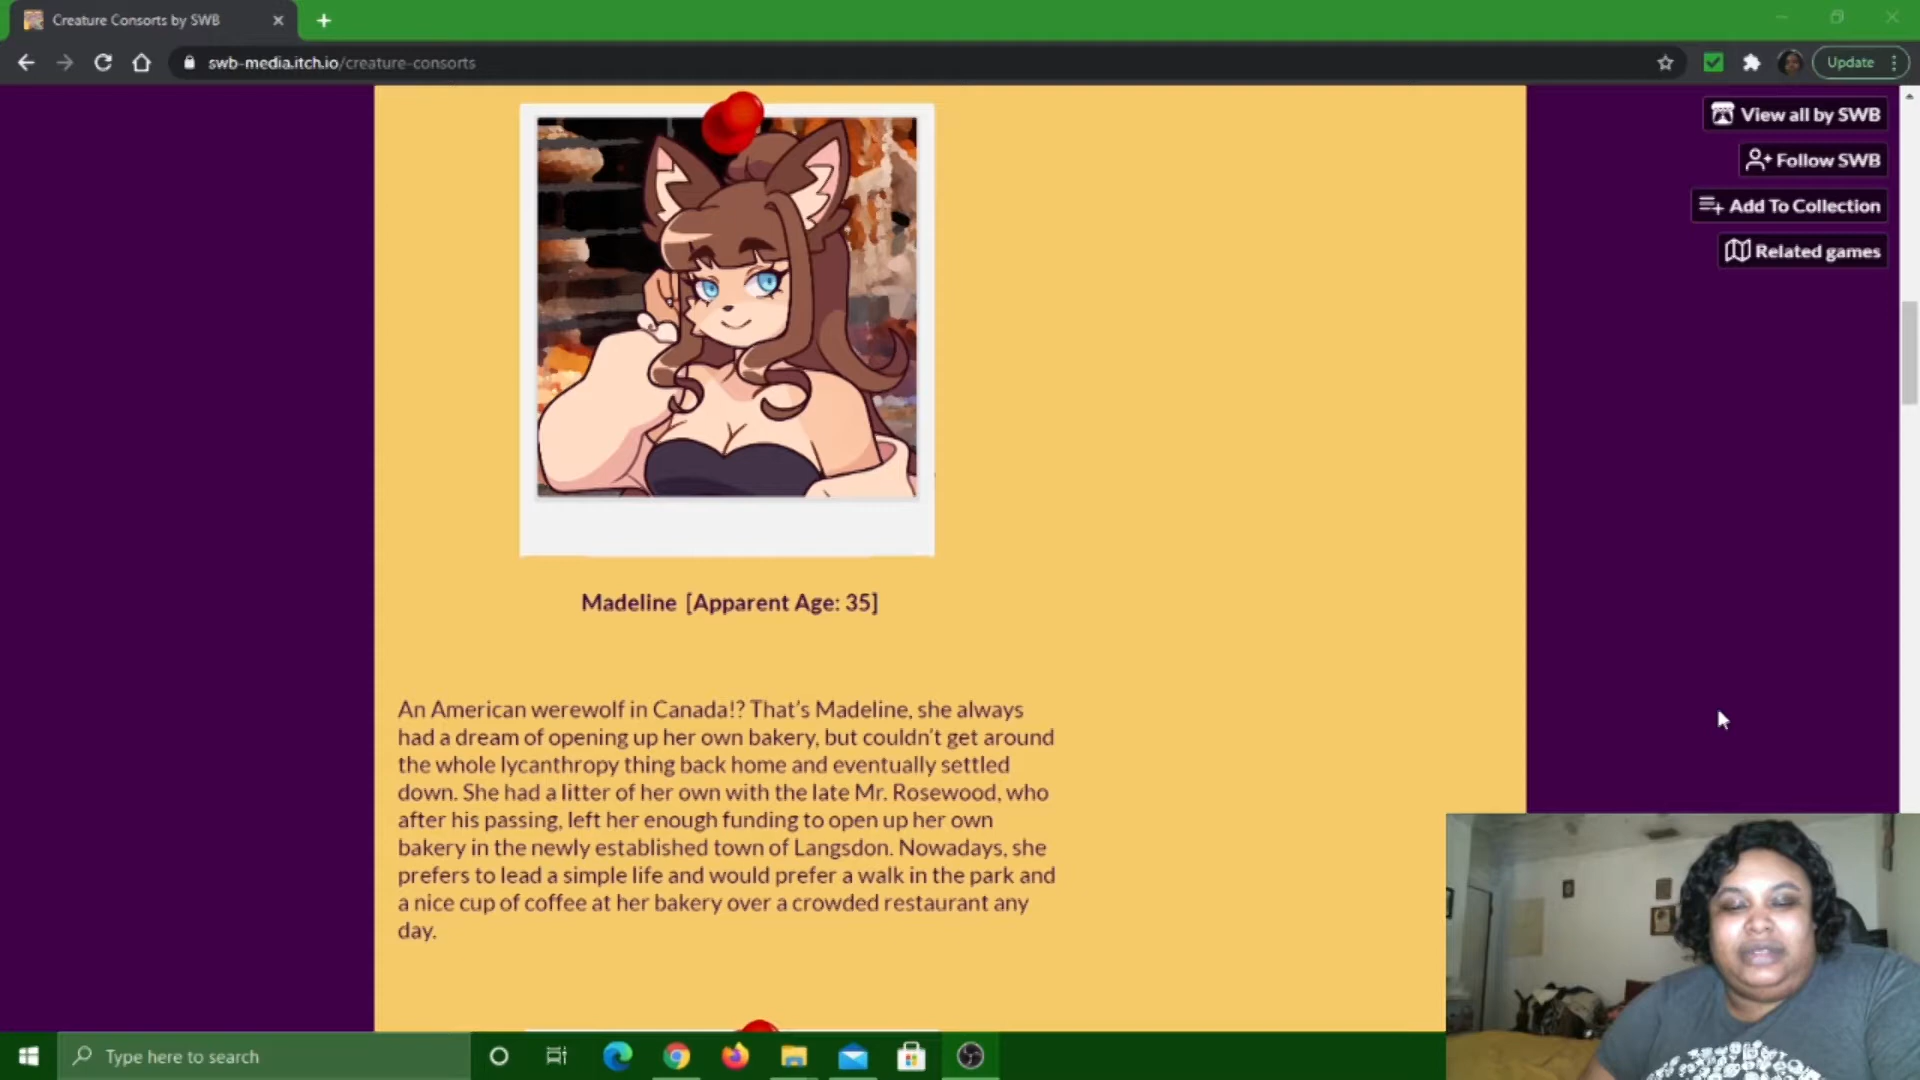 Creature Consorts by SWB
swb-media.itch.io/creature-consorts
Update
View all by SWB
Follow SWB
Add To Collection
Related games
Madeline [Apparent Age: 35]
An American werewolf in Canada!? That's Madeline, she always
had a dream of opening up her own bakery, but couldn't get around
the whole lycanthropy thing back home and eventually settled
down. She had a litter of her own with the late Mr. Rosewood, who
after his passing, left her enough funding to open up her own
bakery in the newly established town of Langsdon. Nowadays, she
prefers to lead a simple life and would prefer a walk in the park and
a nice cup of coffee at her bakery over a crowded restaurant any
day.
Type here to search